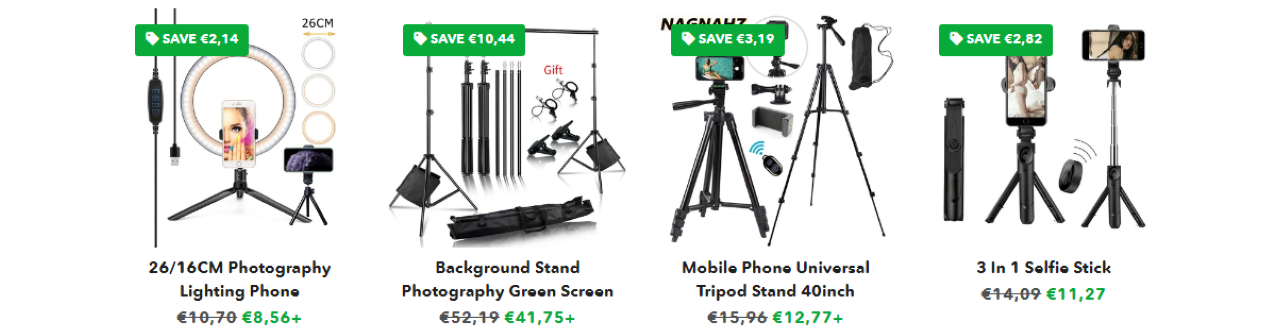 26CM
SAVE €2,14
SAVE €10,44
Gift
NAGNAHZ
SAVE €3,19
SAVE €2,82
26/16CM Photography
Lighting Phone
€10,70 €8,56+
Background Stand
Photography Green Screen
€52,19 €41,75+
Mobile Phone Universal
Tripod Stand 40inch
€15,96 €12,77+
3 In 1 Selfie Stick
€14,09 €11,27